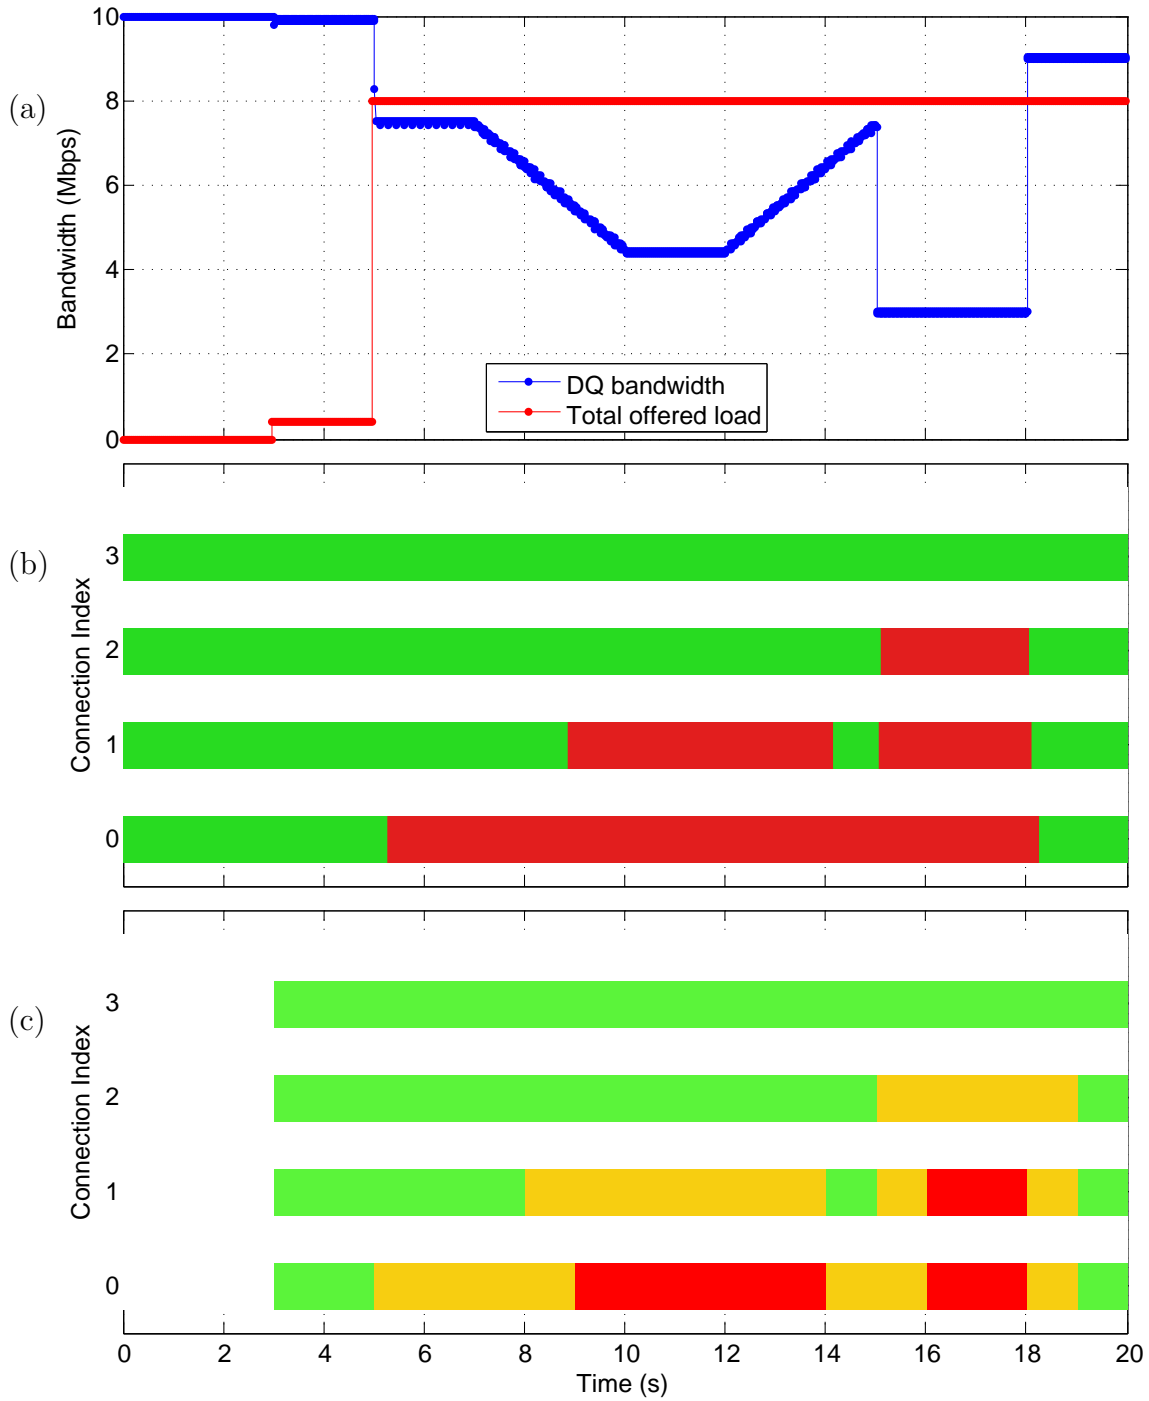 (a)
Bandwidth (Mbps)
10
8
6
4
2
0
DQ bandwidth
Total offered load
(b)
Connection Index
3
2
1
0
(c)
Connection Index
3
2
1
0
0 2 4 6 8 10 12 14 16 18 20
Time (s)